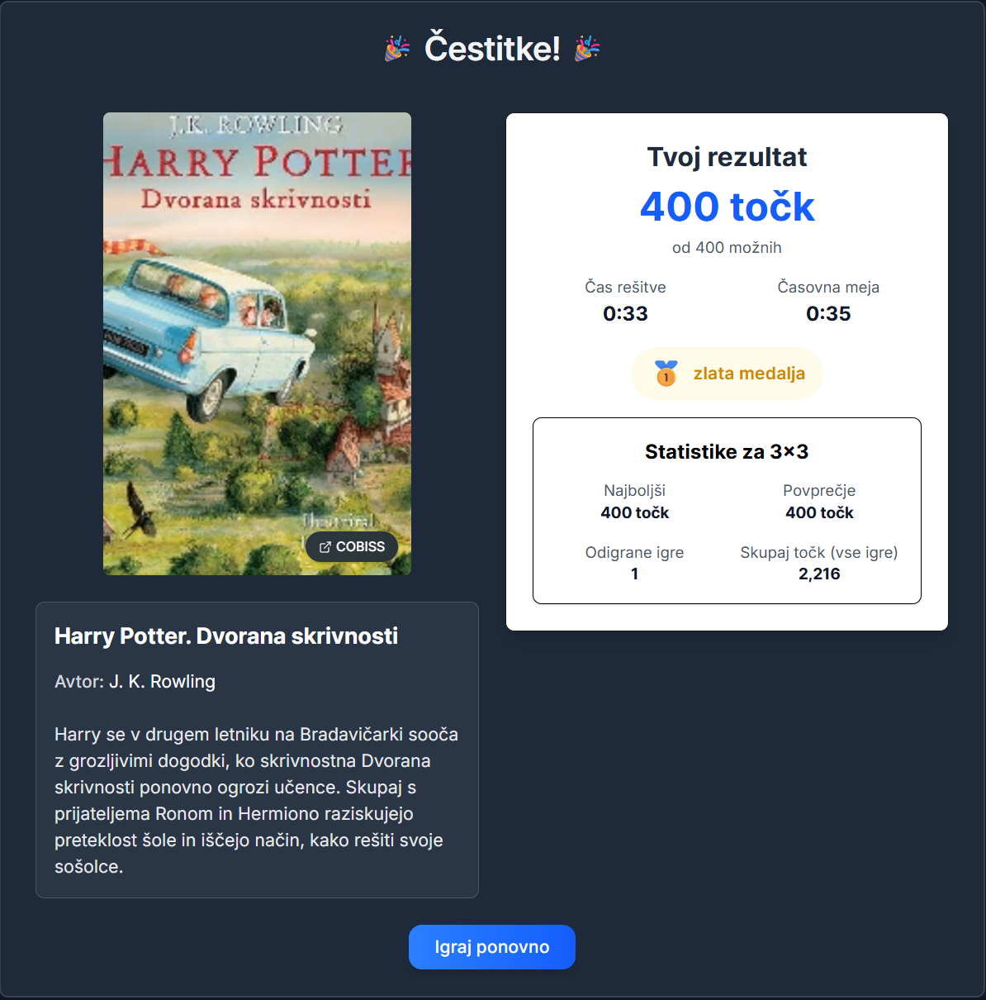 🎉 Čestitke! 🎉
J.K. ROWLING
HARRY POTTER
Dvorana skrivnosti
Ilustriral
COBISS
Harry Potter. Dvorana skrivnosti
Avtor: J. K. Rowling
Harry se v drugem letniku na Bradavičarki sooča
z grozljivimi dogodki, ko skrivnostna Dvorana
skrivnosti ponovno ogrozi učence. Skupaj s
prijateljema Ronom in Hermiono raziskujejo
preteklost šole in iščejo način, kako rešiti svoje
sošolce.
Tvoj rezultat
400 točk
od 400 možnih
Čas rešitve
0:33
Časovna meja
0:35
1
zlata medalja
Statistike za 3×3
Najboljši
400 točk
Povprečje
400 točk
Odigrane igre
1
Skupaj točk (vse igre)
2,216
Igraj ponovno